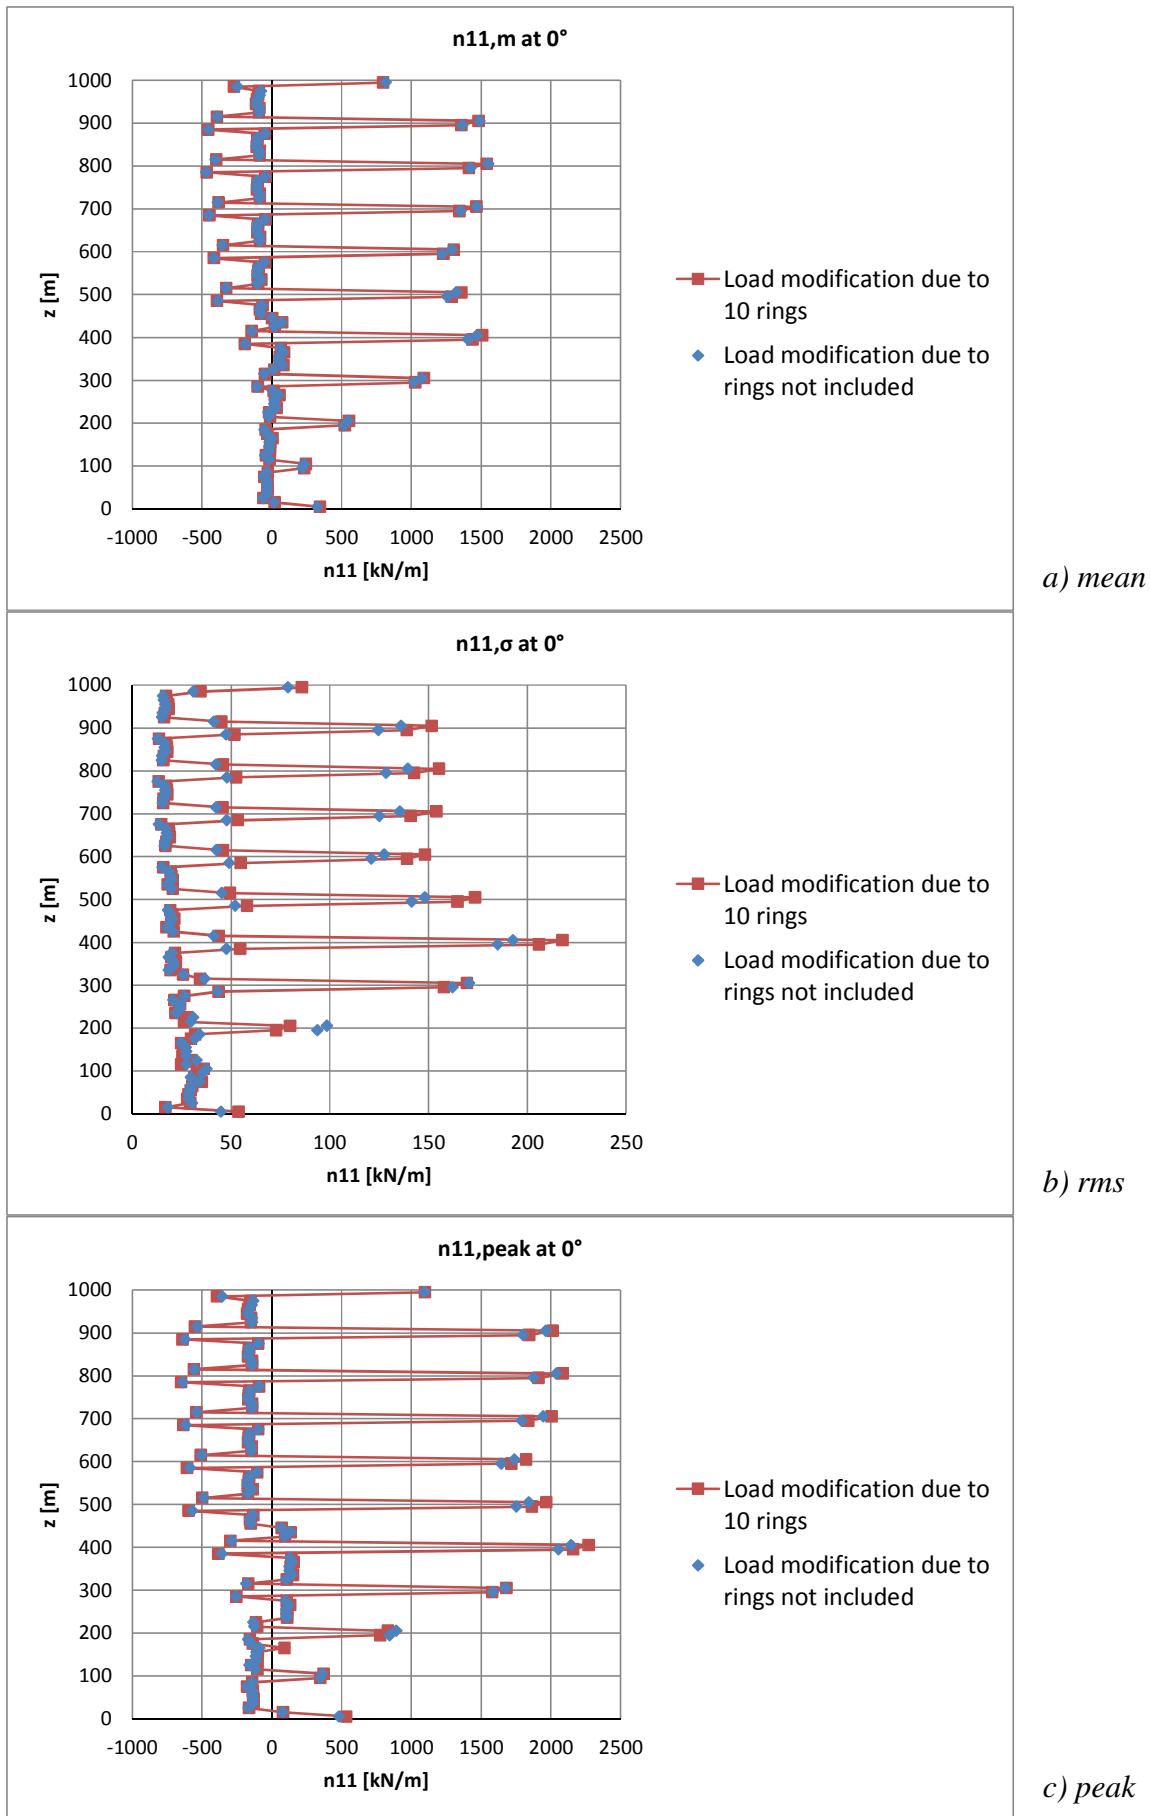 n11,m at 0°
1000
900
800
700
600
500
400
300
200
100
0
z [m]
-1000 -500 0 500 1000 1500 2000 2500
n11 [kN/m]
Load modification due to
10 rings
Load modification due to
rings not included
a) mean
n11,σ at 0°
1000
900
800
700
600
500
400
300
200
100
0
z [m]
0 50 100 150 200 250
n11 [kN/m]
Load modification due to
10 rings
Load modification due to
rings not included
b) rms
n11,peak at 0°
1000
900
800
700
600
500
400
300
200
100
0
z [m]
-1000 -500 0 500 1000 1500 2000 2500
n11 [kN/m]
Load modification due to
10 rings
Load modification due to
rings not included
c) peak